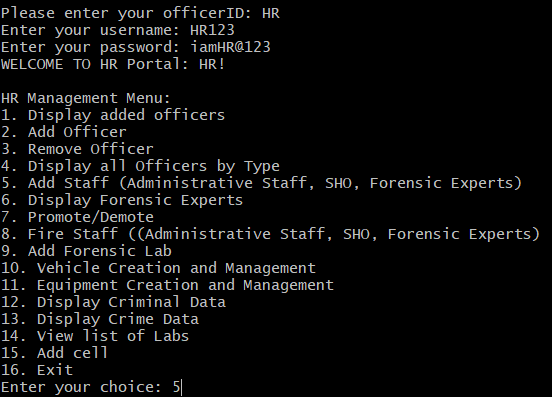 Please enter your officerID: HR
Enter your username: HR123
Enter your password: iamHR@123
WELCOME TO HR Portal: HR!
HR Management Menu:
1. Display added officers
2. Add Officer
3. Remove Officer
4. Display all Officers by Type
5. Add Staff (Administrative Staff, SHO, Forensic Experts)
6. Display Forensic Experts
7. Promote/Demote
8. Fire Staff ((Administrative Staff, SHO, Forensic Experts)
9. Add Forensic Lab
10. Vehicle Creation and Management
11. Equipment Creation and Management
12. Display Criminal Data
13. Display Crime Data
14. View list of Labs
15. Add cell
16. Exit
Enter your choice: 5